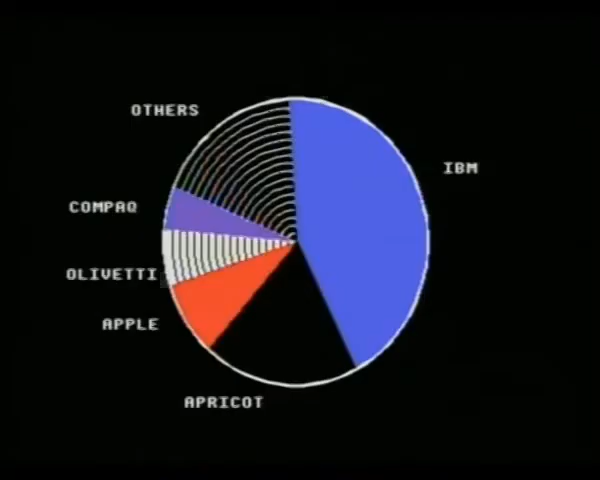 OTHERS
IBM
COMPAQ
OLIVETTI
APPLE
APRICOT